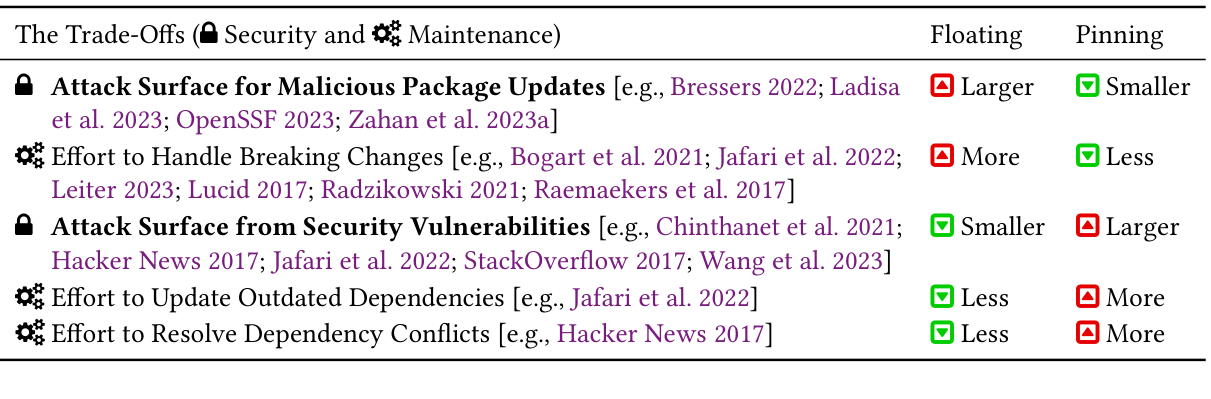 The Trade-Offs (🔒 Security and ⚙ Maintenance) Floating Pinning
Attack Surface for Malicious Package Updates [e.g., Bressers 2022; Ladisa Larger Smaller
et al. 2023; OpenSSF 2023; Zahan et al. 2023a]
Effort to Handle Breaking Changes [e.g., Bogart et al. 2021; Jafari et al. 2022; More Less
Leiter 2023; Lucid 2017; Radzikowski 2021; Raemaekers et al. 2017]
Attack Surface from Security Vulnerabilities [e.g., Chinthanet et al. 2021; Smaller Larger
Hacker News 2017; Jafari et al. 2022; StackOverflow 2017; Wang et al. 2023]
Effort to Update Outdated Dependencies [e.g., Jafari et al. 2022] Less More
Effort to Resolve Dependency Conflicts [e.g., Hacker News 2017] Less More